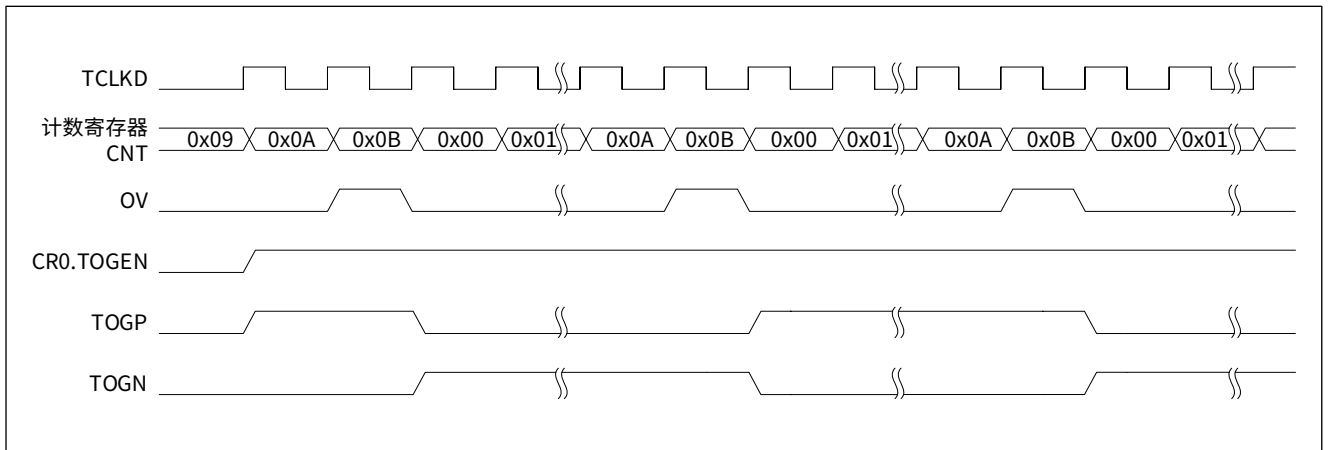 TCLKD
计数寄存器
CNT
0x09 0x0A 0x0B 0x00 0x01 0x0A 0x0B 0x00 0x01 0x0A 0x0B 0x00 0x01
OV
CR0.TOGEN
TOGP
TOGN